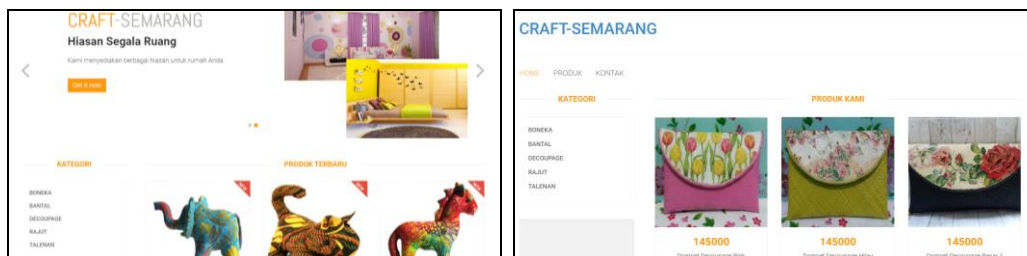 CRAFT-SEMARANG
Hiasan Segala Ruang
Kami menyediakan berbagai hiasan untuk rumah Anda.
Get it now
KATEGORI
PRODUK TERBARU
BONEKA
BANTAL
DECOUPAGE
RAJUT
TALENAN
CRAFT-SEMARANG
HOME PRODUK KONTAK
KATEGORI
PRODUK KAMI
BONEKA
BANTAL
DECOUPAGE
RAJUT
TALENAN
145000 145000 145000